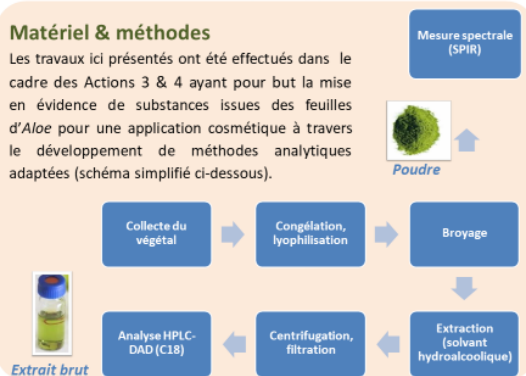 Matériel & méthodes
Les travaux ici présentés ont été effectués dans le
cadre des Actions 3 & 4 ayant pour but la mise
en évidence de substances issues des feuilles
d'Aloe pour une application cosmétique à travers
le développement de méthodes analytiques
adaptées (schéma simplifié ci-dessous).
Mesure spectrale
(SPIR)
Poudre
Collecte du
végétal
Congélation,
lyophilisation
Broyage
Extraction
(solvant
hydroalcoolique)
Centrifugation,
filtration
Analyse HPLC-
DAD (C18)
Extrait brut